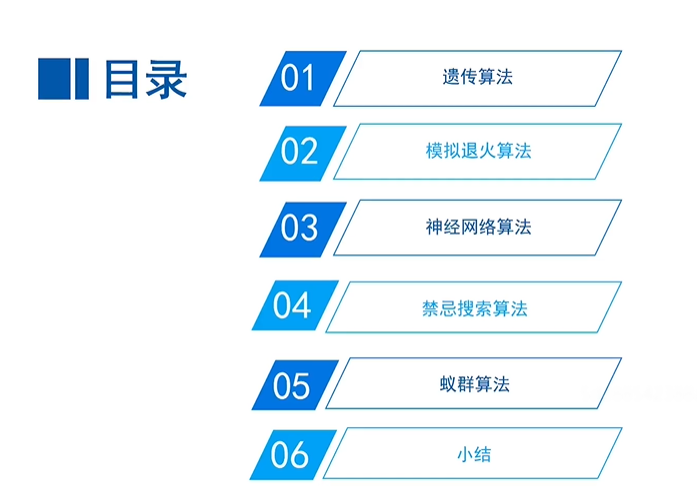 目录
01 遗传算法
02 模拟退火算法
03 神经网络算法
04 禁忌搜索算法
05 蚁群算法
06 小结